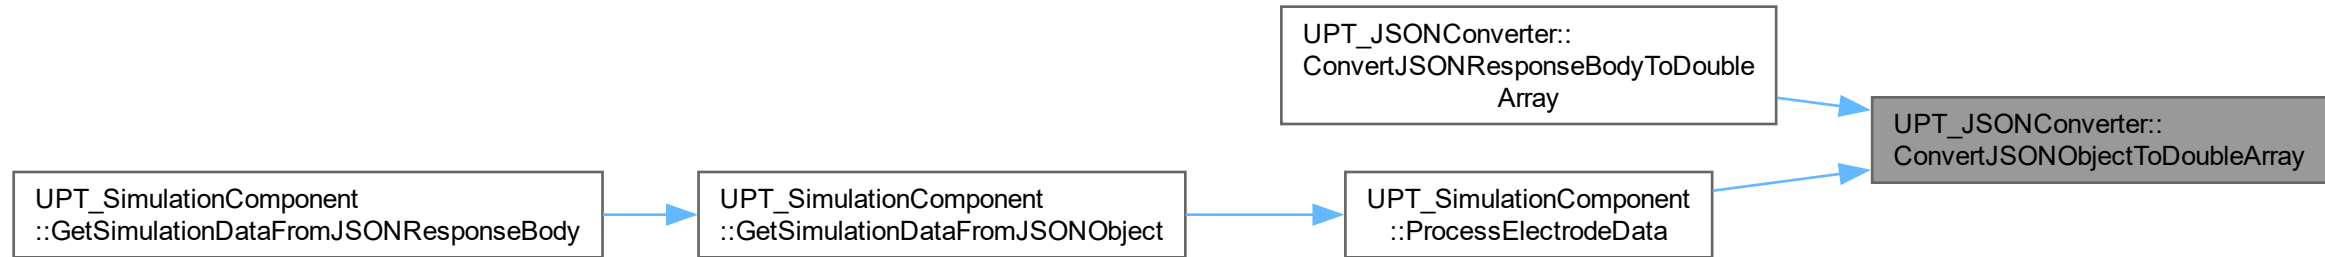 UPT_JSONConverter::
ConvertJSONResponseBodyToDouble
Array
UPT_JSONConverter::
ConvertJSONObjectToDoubleArray
UPT_SimulationComponent
::GetSimulationDataFromJSONResponseBody
UPT_SimulationComponent
::GetSimulationDataFromJSONObject
UPT_SimulationComponent
::ProcessElectrodeData